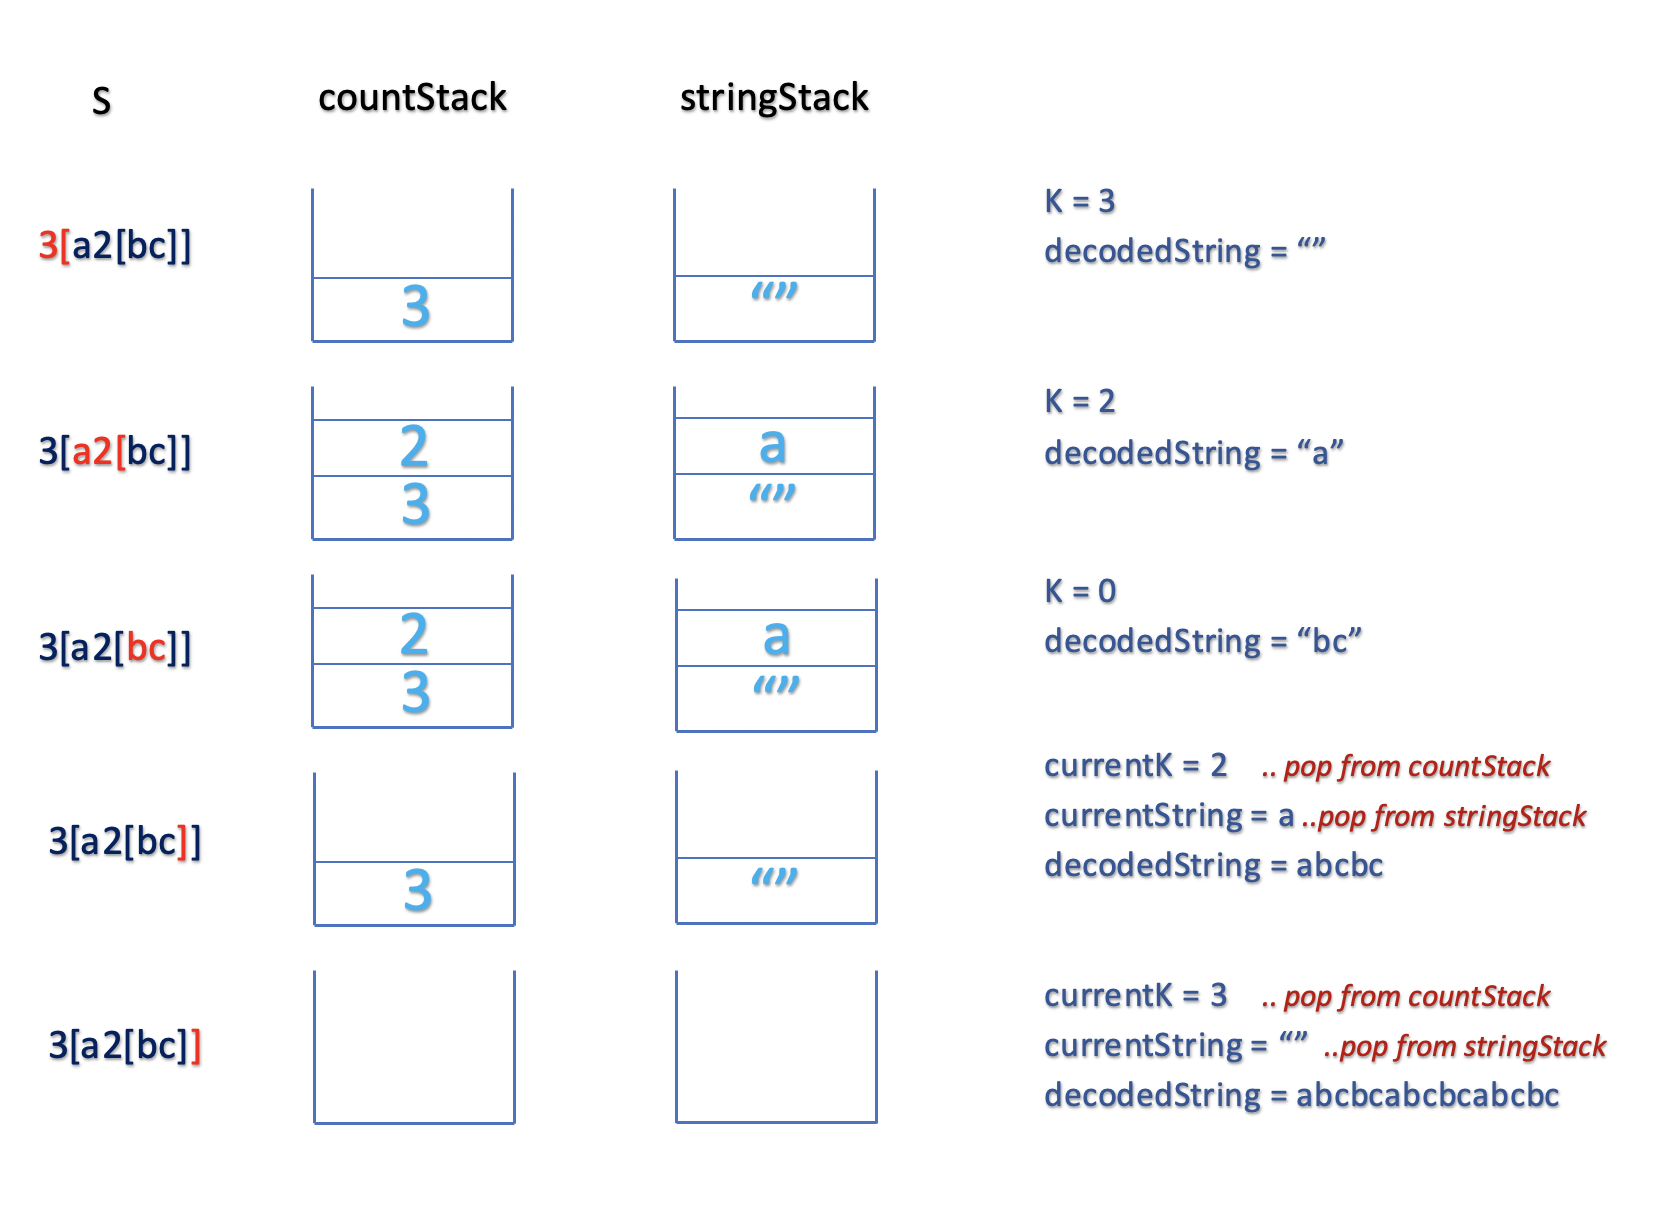 S countStack stringStack
3[a2[bc]]
3
“”
K = 3
decodedString = “”
3[a2[bc]]
2
3
a
“”
K = 2
decodedString = “a”
3[a2[bc]]
2
3
a
“”
K = 0
decodedString = “bc”
3[a2[bc]]
3
“”
currentK = 2 .. pop from countStack
currentString = a ..pop from stringStack
decodedString = abcbc
3[a2[bc]]
currentK = 3 .. pop from countStack
currentString = “” ..pop from stringStack
decodedString = abcbcabcbcabcbc